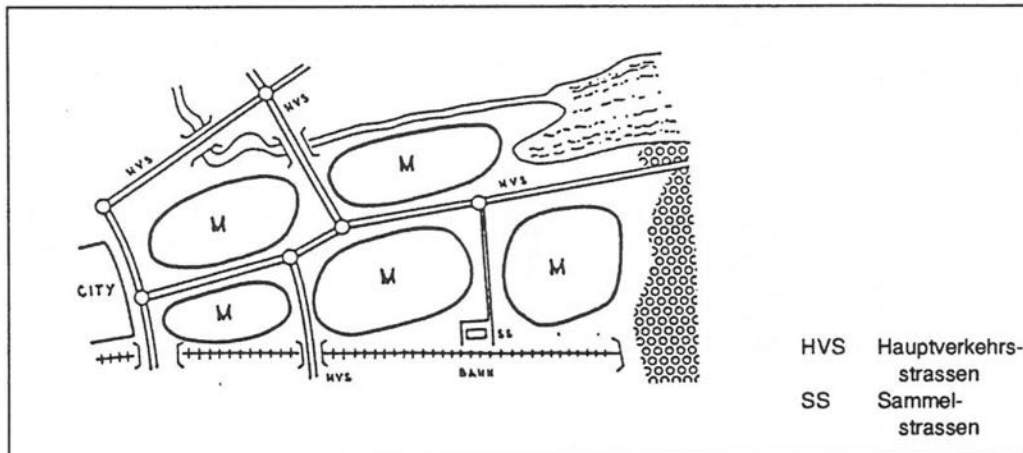 HVS
HVS
M
M
HVS
M
M
CITY
M
SS
HVS
BAHN
HVS Hauptverkehrs-
strassen
SS Sammel-
strassen